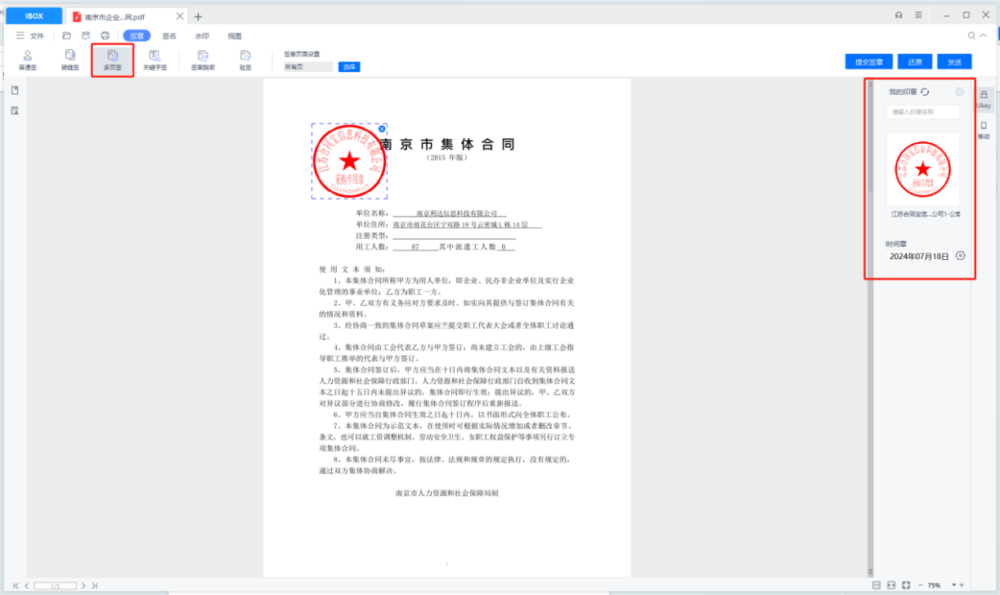 IBOX
南京市企业...同.pdf
文件
签章
签名
水印
视图
普通签
骑缝签
多页签
关键字签
签章脱密
验签
签章页面设置
所有页
选择
提交签章
还原
发送
我的印章
请输入印章名称
Ukey
移动
江苏合同宝信...公司1-公章
时间章
2024年07月18日
江苏合同宝信息科技有限公司
采购专用章
南京市集体合同
（2015 年版）
单位名称： 南京利达信息科技有限公司
单位住所：南京市雨花台区宁双路 19 号云密城 L 栋 14 层
注册类型：
用工人数： 87 其中派遣工人数 0
使用文本须知：
1、本集体合同所称甲方为用人单位，即企业、民办非企业单位及实行企业
化管理的事业单位；乙方为职工一方。
2、甲、乙双方有义务应对方要求及时、如实向其提供与签订集体合同有关
的情况和资料。
3、经协商一致的集体合同草案应当提交职工代表大会或者全体职工讨论通
过。
4、集体合同由工会代表乙方与甲方签订；尚未建立工会的，由上级工会指
导职工推举的代表与甲方签订。
5、集体合同签订后，甲方应当在十日内将集体合同文本以及有关资料报送
人力资源和社会保障行政部门。人力资源和社会保障行政部门自收到集体合同文
本之日起十五日内未提出异议的，集体合同即行生效；提出异议的，甲、乙双方
对异议部分进行协商修改，履行集体合同签订程序后重新报送。
6、甲方应当自集体合同生效之日起十日内，以书面形式向全体职工公布。
7、本集体合同为示范文本，在使用时可根据实际情况增加或者删改章节、
条文，也可以就工资调整机制、劳动安全卫生、女职工权益保护等事项另行订立专
项集体合同。
8、本集体合同未尽事宜，按法律、法规和规章的规定执行，没有规定的，
通过双方集体协商解决。
南京市人力资源和社会保障局制
1
1/5
75%